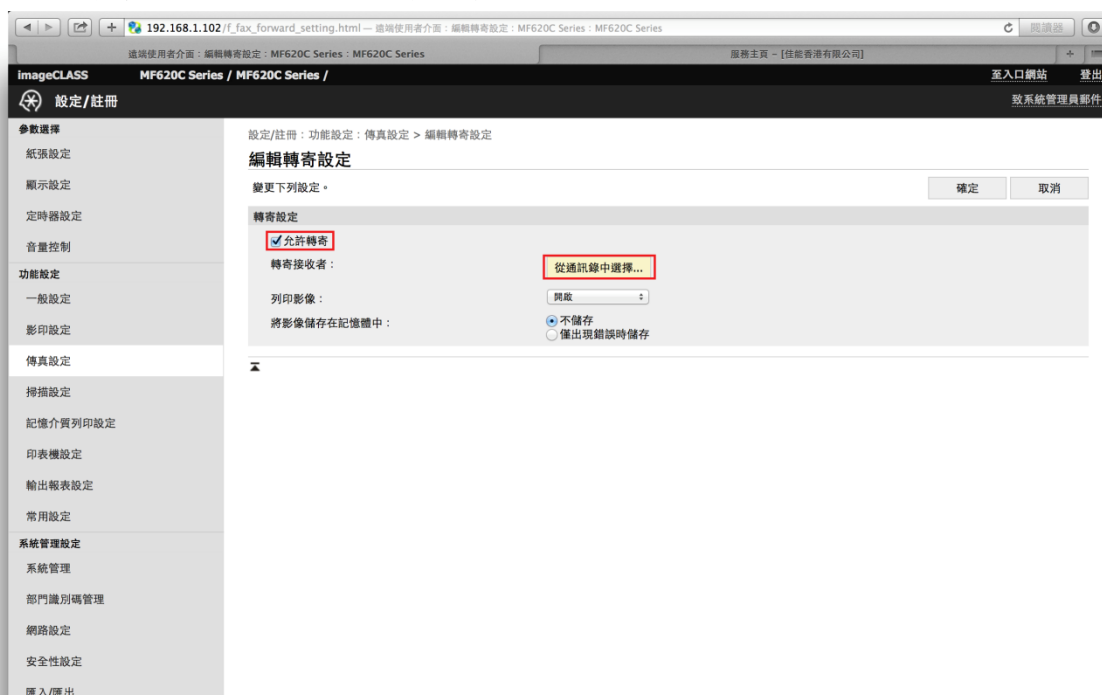 192.168.1.102/f_fax_forward_setting.html — 遠端使用者介面：編輯轉寄設定：MF620C Series：MF620C Series
閱讀器
遠端使用者介面：編輯轉寄設定：MF620C Series：MF620C Series
服務主頁 – [佳能香港有限公司]
imageCLASS
MF620C Series / MF620C Series /
至入口網站
登出
設定/註冊
致系統管理員郵件
參數選擇
紙張設定
顯示設定
定時器設定
音量控制
功能設定
一般設定
影印設定
傳真設定
掃描設定
記憶介質列印設定
印表機設定
輸出報表設定
常用設定
系統管理設定
系統管理
部門識別碼管理
網路設定
安全性設定
匯入/匯出
設定/註冊：功能設定：傳真設定 > 編輯轉寄設定
編輯轉寄設定
變更下列設定。
確定
取消
轉寄設定
允許轉寄
轉寄接收者：
從通訊錄中選擇...
列印影像：
開啟
將影像儲存在記憶體中：
不儲存
僅出現錯誤時儲存